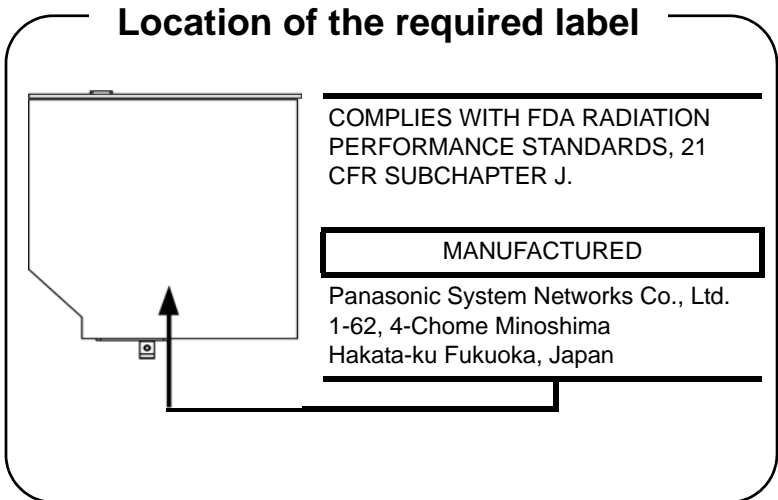 Location of the required label
COMPLIES WITH FDA RADIATION
PERFORMANCE STANDARDS, 21
CFR SUBCHAPTER J.
MANUFACTURED
Panasonic System Networks Co., Ltd.
1-62, 4-Chome Minoshima
Hakata-ku Fukuoka, Japan